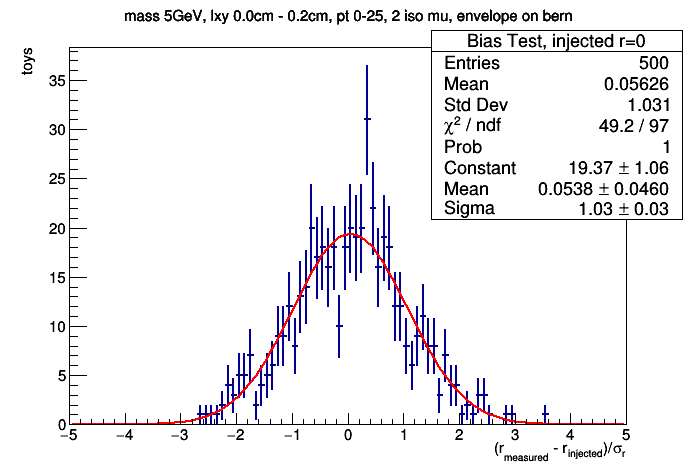 mass 5GeV, lxy 0.0cm - 0.2cm, pt 0-25, 2 iso mu, envelope on bern
Bias Test, injected r=0
Entries 500
Mean 0.05626
Std Dev 1.031
χ² / ndf 49.2 / 97
Prob 1
Constant 19.37 ± 1.06
Mean 0.0538 ± 0.0460
Sigma 1.03 ± 0.03
toys
35
30
25
20
15
10
5
0
−5 −4 −3 −2 −1 0 1 2 3 4 5
(r_measured - r_injected)/σ_r